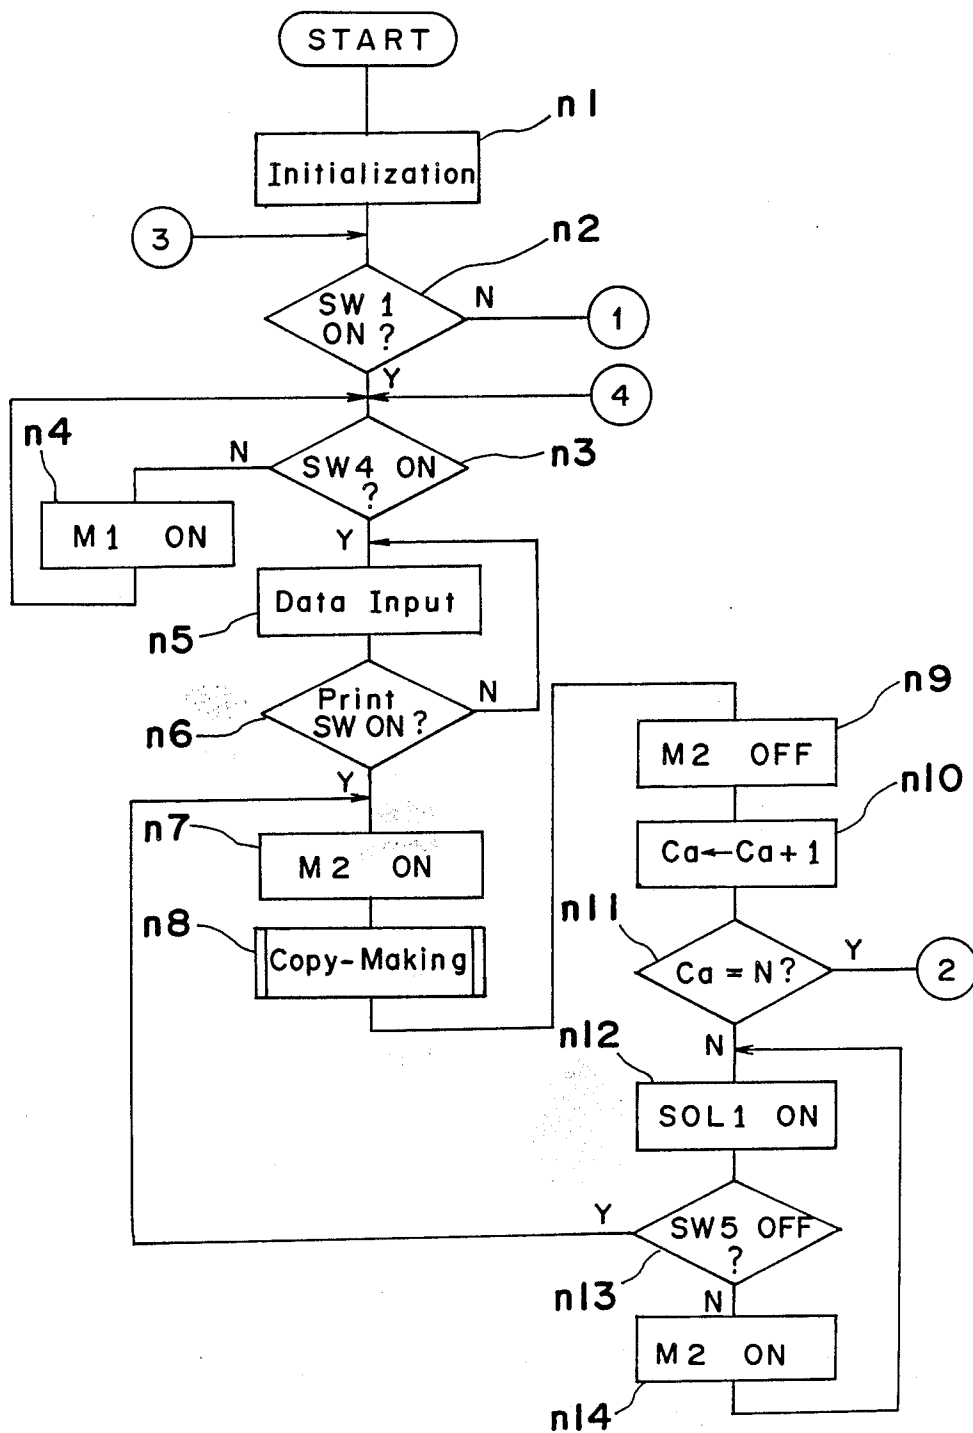 START
n1
Initialization
3
n2
SW 1
ON ?
N
1
Y
4
n4
N
n3
SW4 ON
?
M1 ON
Y
Data Input
n5
Print
SW ON ?
N
n6
n9
M2 OFF
Y
n10
n7
Ca←Ca+1
M2 ON
n11
n8
Copy-Making
Ca=N?
Y
2
n12
N
SOL1 ON
Y
SW5 OFF
?
n13
N
M2 ON
n14